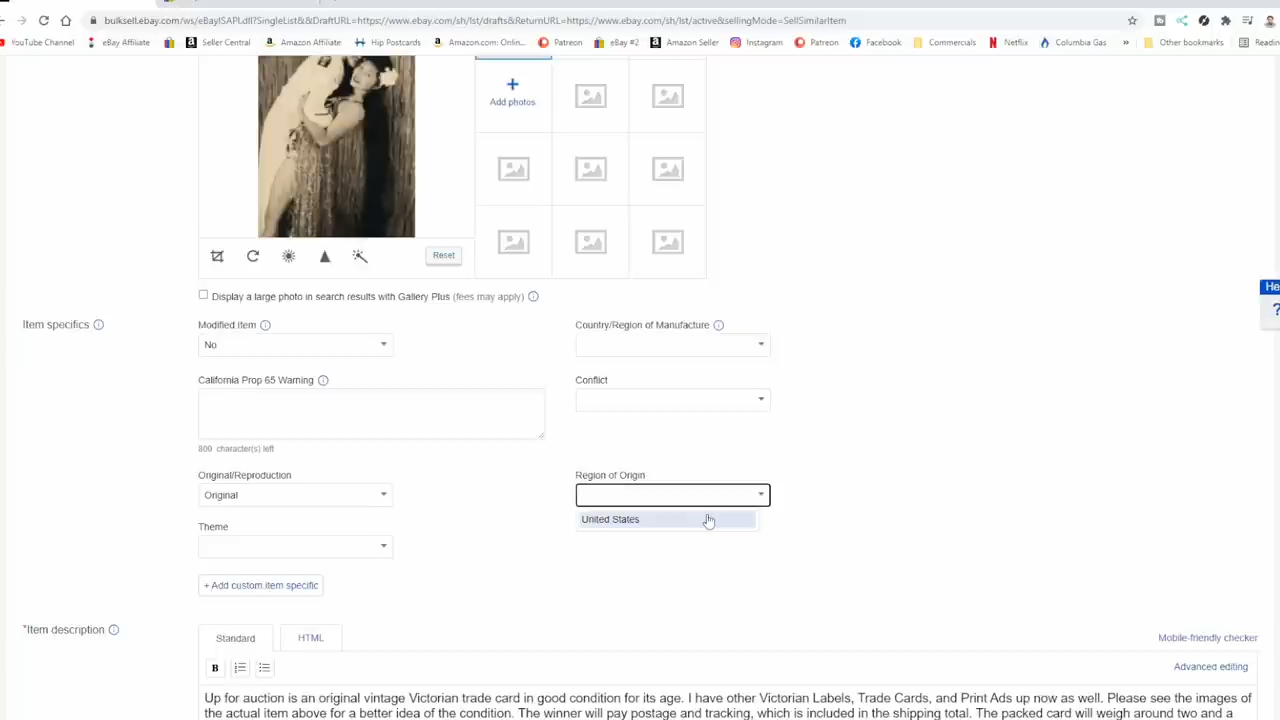 bulksell.ebay.com/ws/eBayISAPI.dll?SingleList&&DraftURL=https://www.ebay.com/sh/lst/drafts&ReturnURL=https://www.ebay.com/sh/lst/active&sellingMode=SellSimilarItem
YouTube Channel eBay Affiliate Seller Central Amazon Affiliate Hip Postcards Amazon.com: Onlin... Patreon eBay #2 Amazon Seller Instagram Patreon Facebook Commercials Netflix Columbia Gas » Other bookmarks
+
Add photos
Reset
Display a large photo in search results with Gallery Plus (fees may apply)
He
?
Item specifics
Modified Item
Country/Region of Manufacture
No
California Prop 65 Warning
Conflict
800 character(s) left
Original/Reproduction
Region of Origin
Original
United States
Theme
+ Add custom item specific
*Item description
Standard HTML
Mobile-friendly checker
B
Advanced editing
Up for auction is an original vintage Victorian trade card in good condition for its age. I have other Victorian Labels, Trade Cards, and Print Ads up now as well. Please see the images of
the actual item above for a better idea of the condition. The winner will pay postage and tracking, which is included in the shipping total. The packed card will weigh around two and a